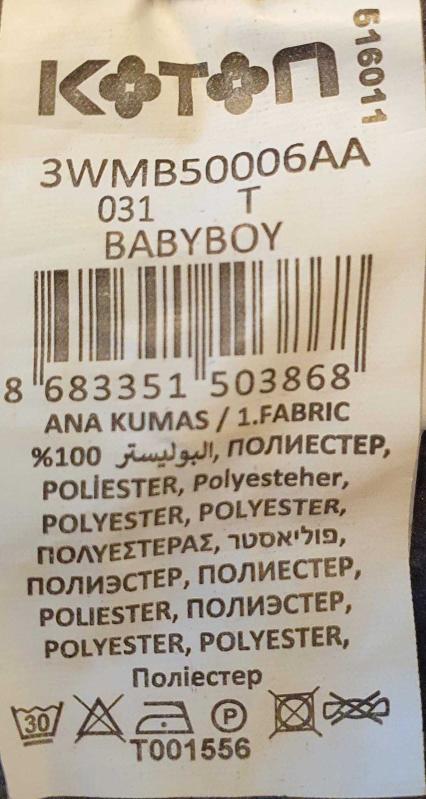 KOTON
516011
3WMB50006AA
031 T
BABYBOY
8 683351 503868
ANA KUMAS / 1.FABRIC
%100 البوليستر, ПОЛИЕСТЕР,
POLİESTER, Polyesteher,
POLYESTER, POLYESTER,
ΠΟΛΥΕΣΤΕΡΑΣ, פוליאסטר,
ПОЛИЭСТЕР, ПОЛИЕСТЕР,
POLIESTER, ПОЛИЭСТЕР,
POLYESTER, POLYESTER,
Поліестер
30 P
T001556